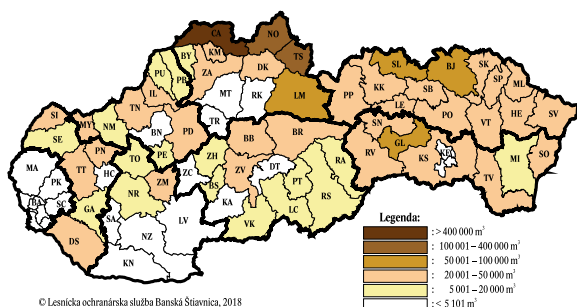 CA
NO
TS
BY
KM
PU
PB
ZA
DK
IL
MT
RK
LM
SL
BJ
SK
SP
ML
PP
KK
SB
LE
PO
VT
HE
SV
TN
SI
MY
NM
SE
BN
PD
TR
SN
GL
RV
KS
KE
MI
SO
TV
PN
TO
PE
ZH
BB
BR
MA
TT
HC
ZC
DT
RA
PK
BS
ZV
PT
NR
ZM
BA
SC
GA
SA
LV
KA
RS
LC
VK
DS
NZ
KN
Legenda:
: > 400 000 m³
: 100 001– 400 000 m³
: 50 001 –100 000 m³
: 20 001 –50 000 m³
: 5 001 – 20 000 m³
: < 5 101 m³
© Lesnícka ochranárska služba Banská Štiavnica, 2018